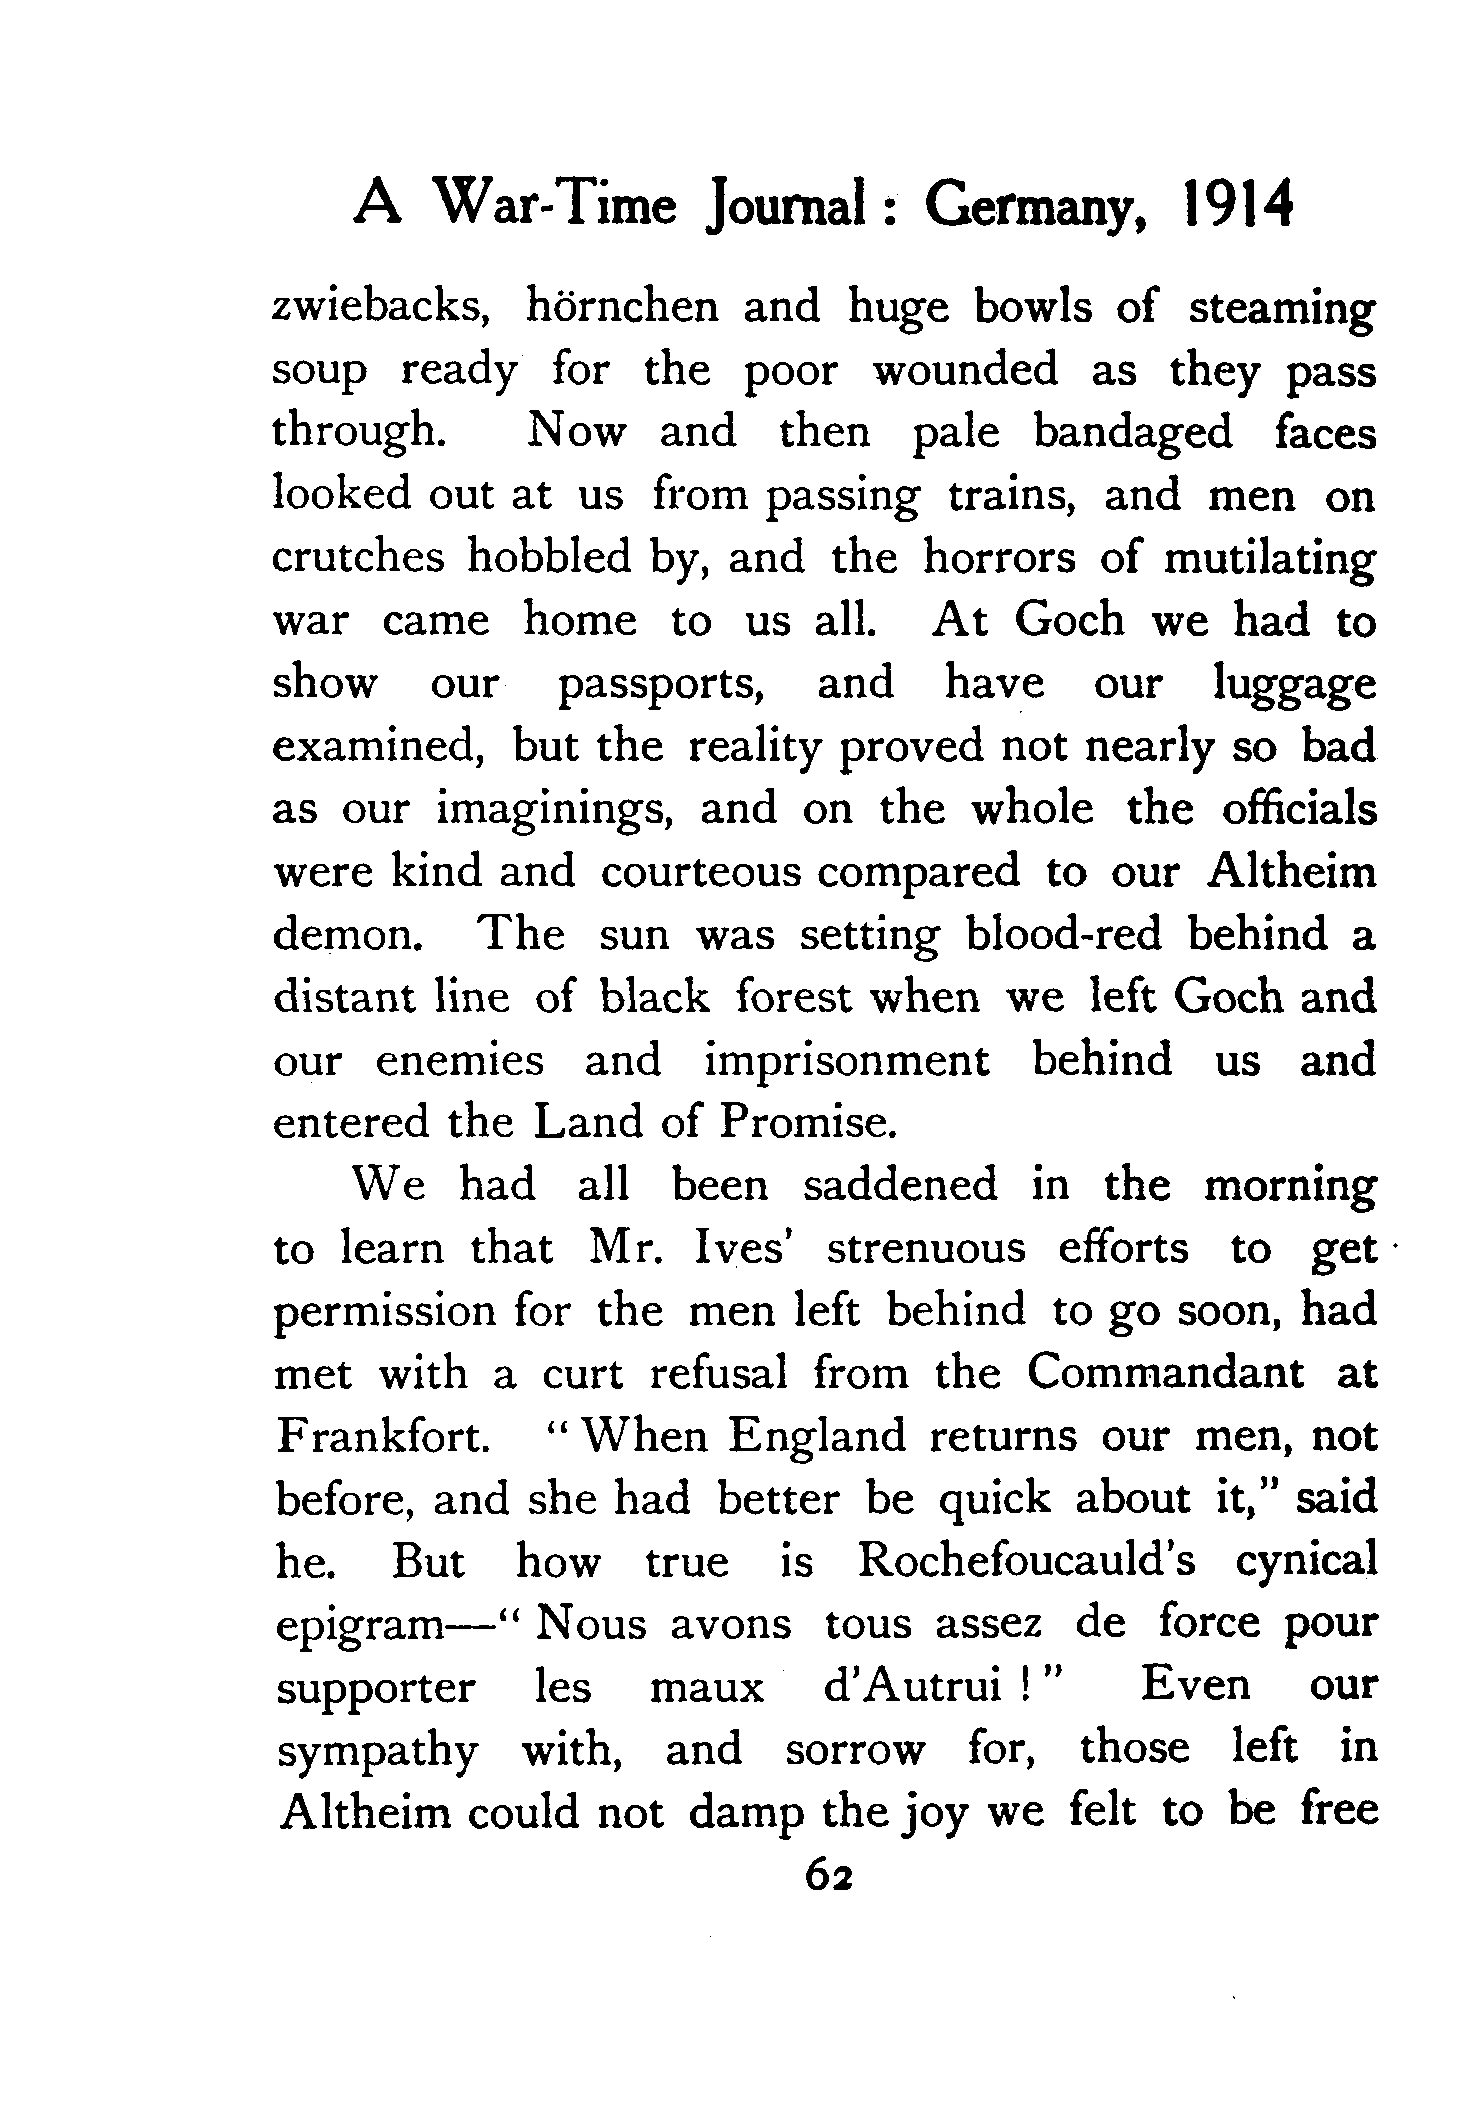 A War-Time Journal: Germany, 1914
zwiebacks, hörnchen and huge bowls of steaming
soup ready for the poor wounded as they pass
through. Now and then pale bandaged faces
looked out at us from passing trains, and men on
crutches hobbled by, and the horrors of mutilating
war came home to us all. At Goch we had to
show our passports, and have our luggage
examined, but the reality proved not nearly so bad
as our imaginings, and on the whole the officials
were kind and courteous compared to our Altheim
demon. The sun was setting blood-red behind a
distant line of black forest when we left Goch and
our enemies and imprisonment behind us and
entered the Land of Promise.
We had all been saddened in the morning
to learn that Mr. Ives' strenuous efforts to get
permission for the men left behind to go soon, had
met with a curt refusal from the Commandant at
Frankfort. "When England returns our men, not
before, and she had better be quick about it," said
he. But how true is Rochefoucauld's cynical
epigram—"Nous avons tous assez de force pour
supporter les maux d'Autrui!" Even our
sympathy with, and sorrow for, those left in
Altheim could not damp the joy we felt to be free
62